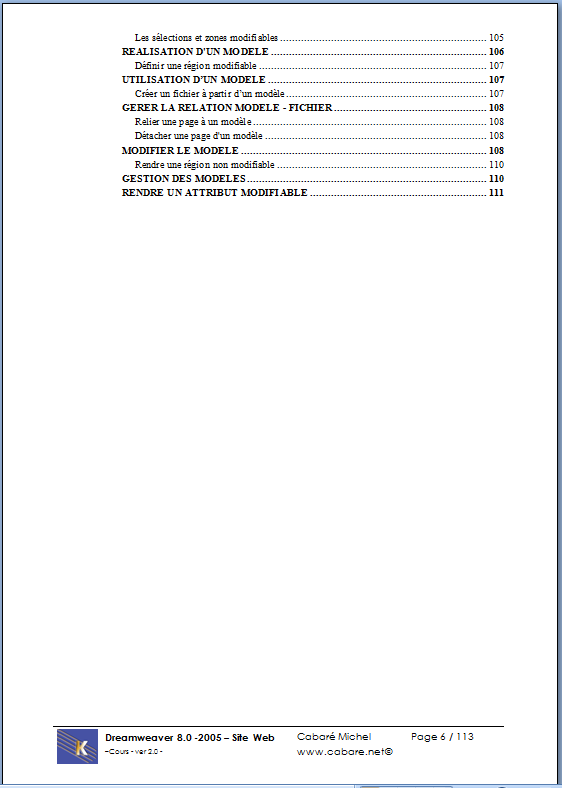 Les sélections et zones modifiables ........................................................................ 105
REALISATION D'UN MODELE ........................................................................... 106
Définir une région modifiable ............................................................................... 107
UTILISATION D'UN MODELE ............................................................................ 107
Créer un fichier à partir d'un modèle ...................................................................... 107
GERER LA RELATION MODELE - FICHIER ..................................................... 108
Relier une page à un modèle ................................................................................. 108
Détacher une page d'un modèle ............................................................................. 108
MODIFIER LE MODELE ..................................................................................... 108
Rendre une région non modifiable ......................................................................... 110
GESTION DES MODELES ................................................................................... 110
RENDRE UN ATTRIBUT MODIFIABLE ............................................................. 111
K
Dreamweaver 8.0 -2005 – Site Web Cabaré Michel Page 6 / 113
–Cours - ver 2.0 - www.cabare.net©